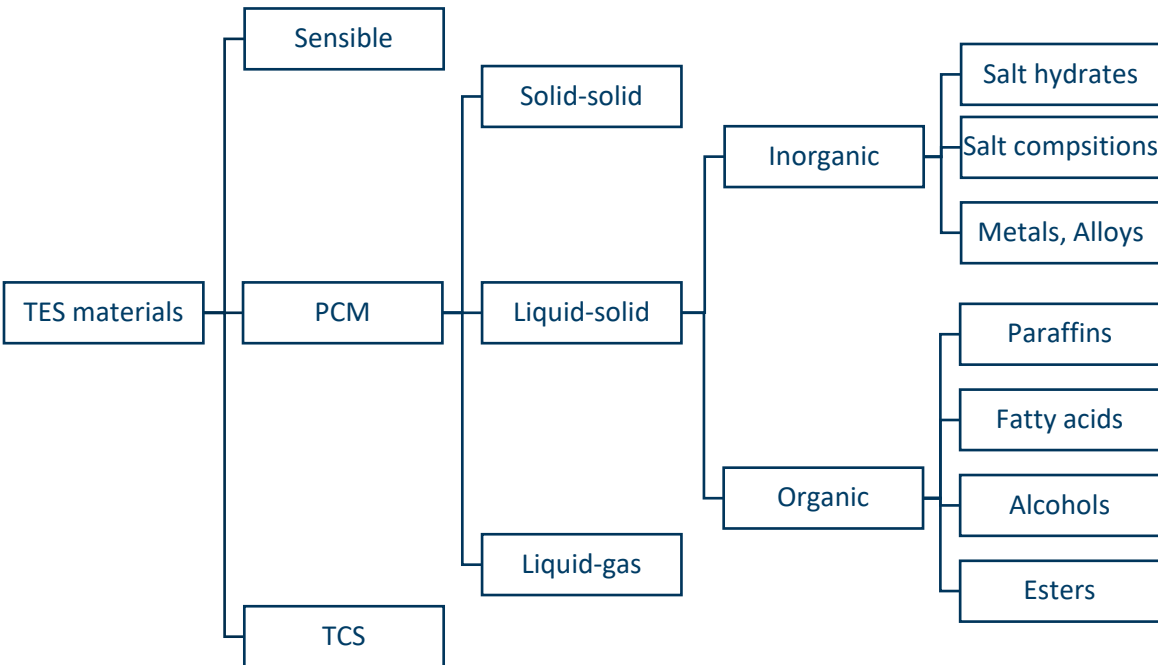 Sensible
Solid-solid
Salt hydrates
Salt compsitions
Inorganic
Metals, Alloys
TES materials
PCM
Liquid-solid
Paraffins
Fatty acids
Organic
Alcohols
Liquid-gas
Esters
TCS